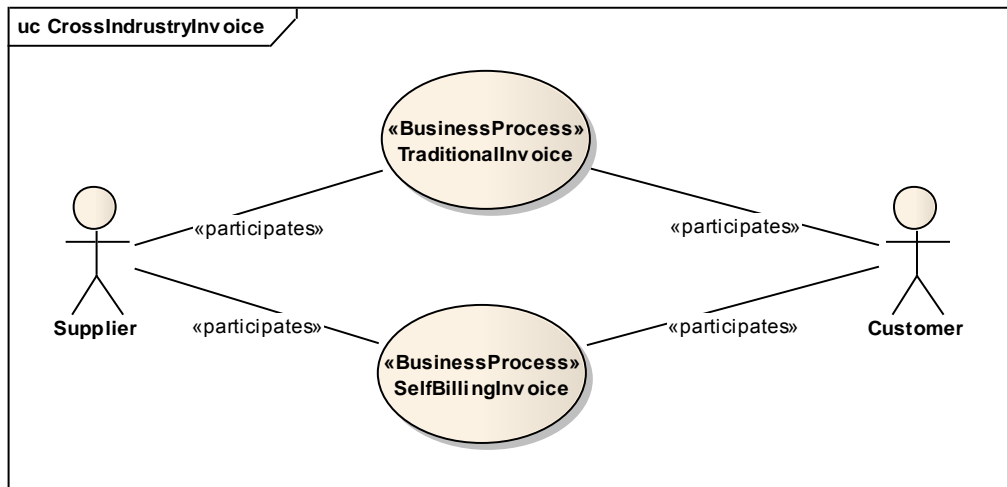 uc CrossIndrustryInvoice
«BusinessProcess»
TraditionalInvoice
«participates»
«participates»
Supplier
Customer
«participates»
«participates»
«BusinessProcess»
SelfBillingInvoice